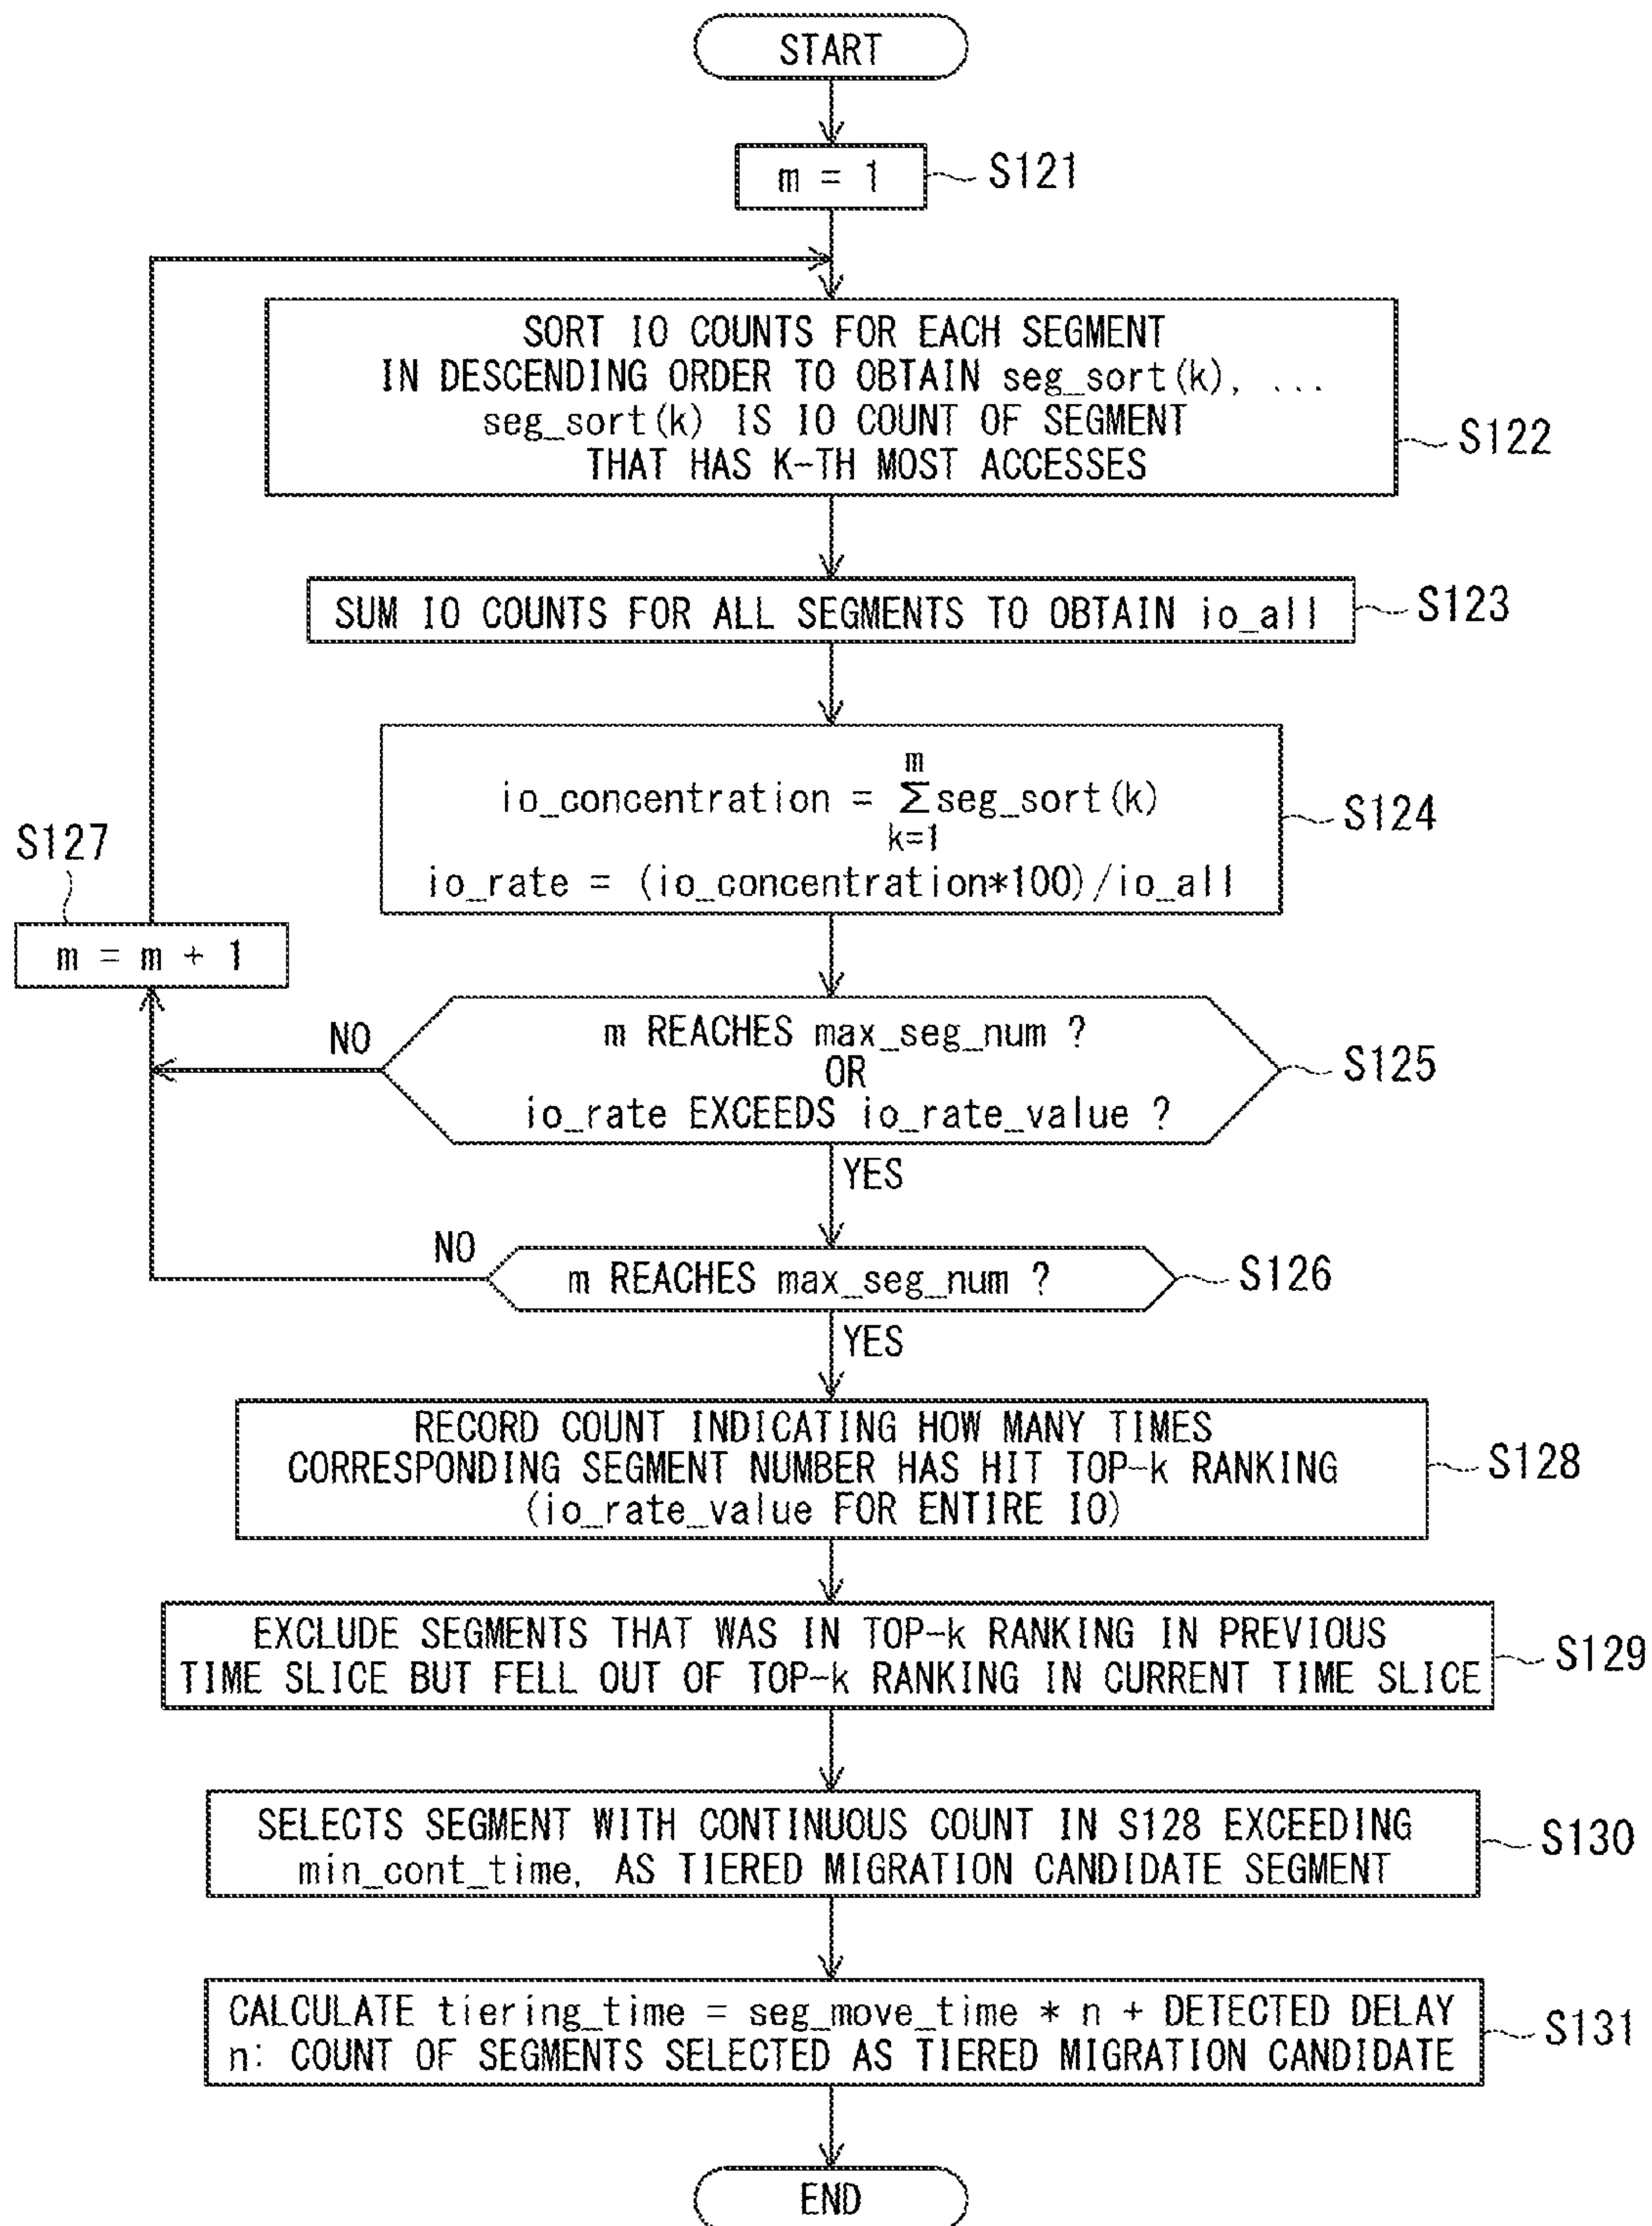 START
m = 1
S121
SORT IO COUNTS FOR EACH SEGMENT
IN DESCENDING ORDER TO OBTAIN seg_sort(k), ...
seg_sort(k) IS IO COUNT OF SEGMENT
THAT HAS K-TH MOST ACCESSES
S122
SUM IO COUNTS FOR ALL SEGMENTS TO OBTAIN io_all
S123
m
io_concentration = Σseg_sort(k)
k=1
io_rate = (io_concentration*100)/io_all
S124
S127
m = m + 1
NO
m REACHES max_seg_num ?
OR
io_rate EXCEEDS io_rate_value ?
S125
YES
NO
m REACHES max_seg_num ?
S126
YES
RECORD COUNT INDICATING HOW MANY TIMES
CORRESPONDING SEGMENT NUMBER HAS HIT TOP-k RANKING
(io_rate_value FOR ENTIRE IO)
S128
EXCLUDE SEGMENTS THAT WAS IN TOP-k RANKING IN PREVIOUS
TIME SLICE BUT FELL OUT OF TOP-k RANKING IN CURRENT TIME SLICE
S129
SELECTS SEGMENT WITH CONTINUOUS COUNT IN S128 EXCEEDING
min_cont_time, AS TIERED MIGRATION CANDIDATE SEGMENT
S130
CALCULATE tiering_time = seg_move_time * n + DETECTED DELAY
n: COUNT OF SEGMENTS SELECTED AS TIERED MIGRATION CANDIDATE
S131
END